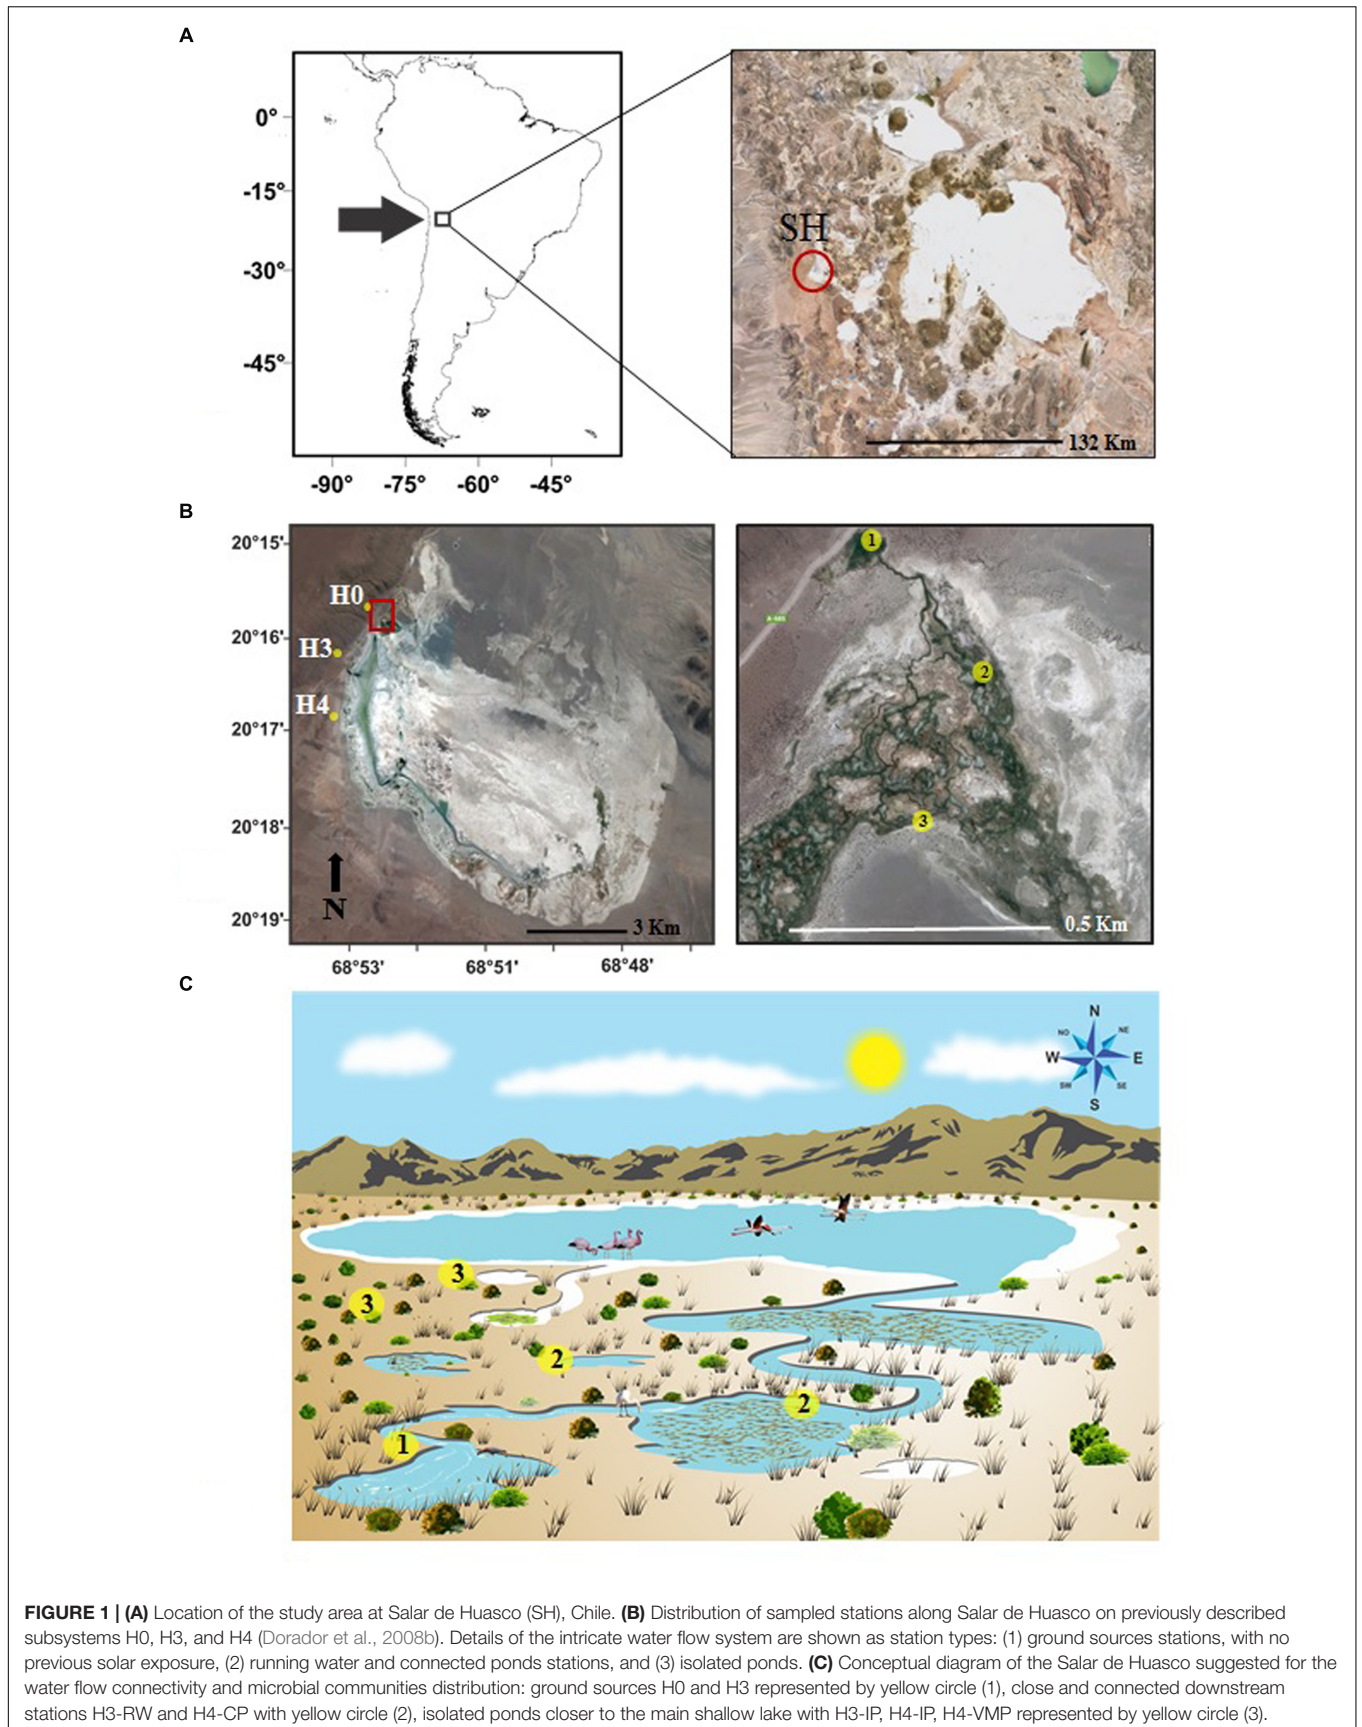 A
0°
-15°
-30°
-45°
-90° -75° -60° -45°
SH
132 Km
B
20°15'
20°16'
20°17'
20°18'
20°19'
H0
H3
H4
N
3 Km
68°53' 68°51' 68°48'
1
A-685
2
3
0.5 Km
C
N
NO NE
W E
SW SE
S
3
3
2
2
1
FIGURE 1 | (A) Location of the study area at Salar de Huasco (SH), Chile. (B) Distribution of sampled stations along Salar de Huasco on previously described
subsystems H0, H3, and H4 (Dorador et al., 2008b). Details of the intricate water flow system are shown as station types: (1) ground sources stations, with no
previous solar exposure, (2) running water and connected ponds stations, and (3) isolated ponds. (C) Conceptual diagram of the Salar de Huasco suggested for the
water flow connectivity and microbial communities distribution: ground sources H0 and H3 represented by yellow circle (1), close and connected downstream
stations H3-RW and H4-CP with yellow circle (2), isolated ponds closer to the main shallow lake with H3-IP, H4-IP, H4-VMP represented by yellow circle (3).